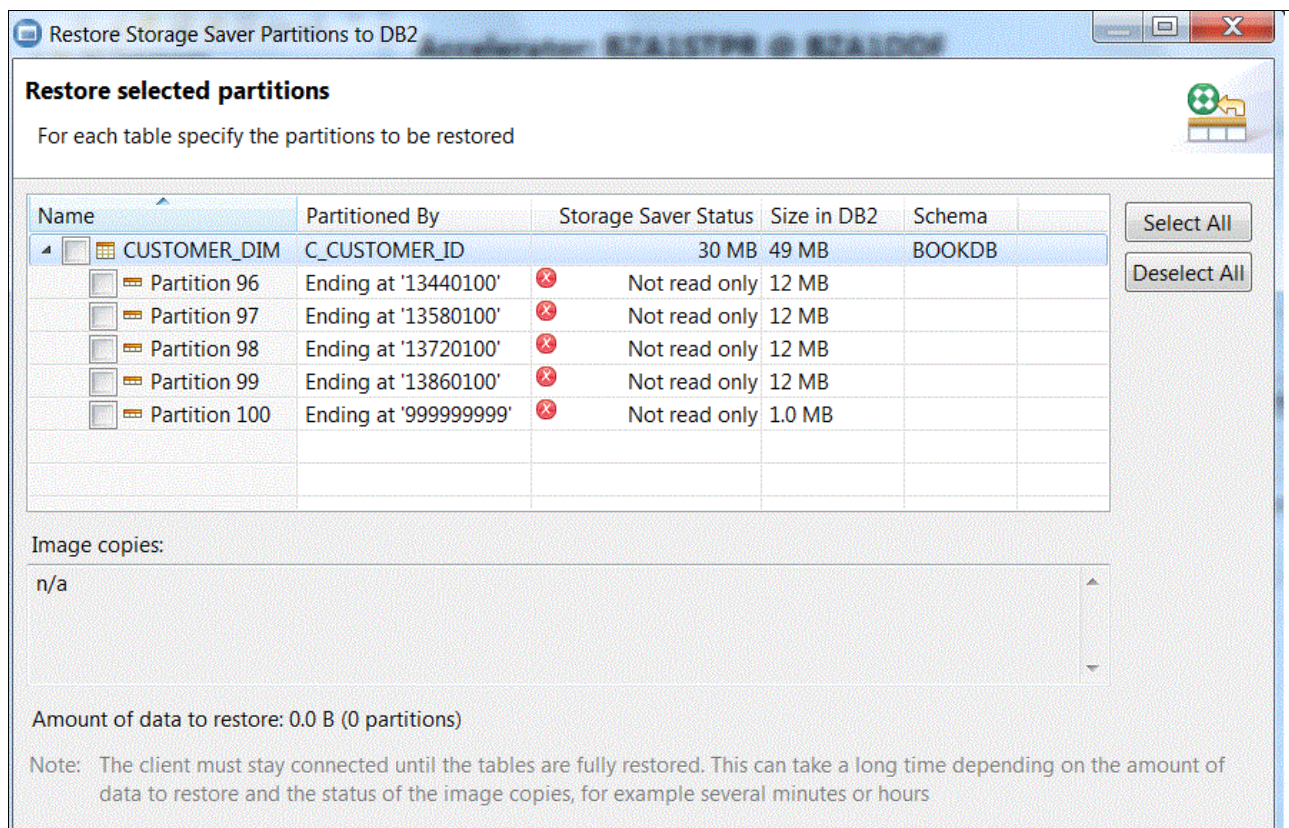 Restore Storage Saver Partitions to DB2
Accelerator: BZA1STPR @ BZA1DDF
Restore selected partitions
For each table specify the partitions to be restored
Name Partitioned By Storage Saver Status Size in DB2 Schema
CUSTOMER_DIM C_CUSTOMER_ID 30 MB 49 MB BOOKDB
Partition 96 Ending at '13440100' Not read only 12 MB
Partition 97 Ending at '13580100' Not read only 12 MB
Partition 98 Ending at '13720100' Not read only 12 MB
Partition 99 Ending at '13860100' Not read only 12 MB
Partition 100 Ending at '999999999' Not read only 1.0 MB
Select All
Deselect All
Image copies:
n/a
Amount of data to restore: 0.0 B (0 partitions)
Note: The client must stay connected until the tables are fully restored. This can take a long time depending on the amount of
data to restore and the status of the image copies, for example several minutes or hours